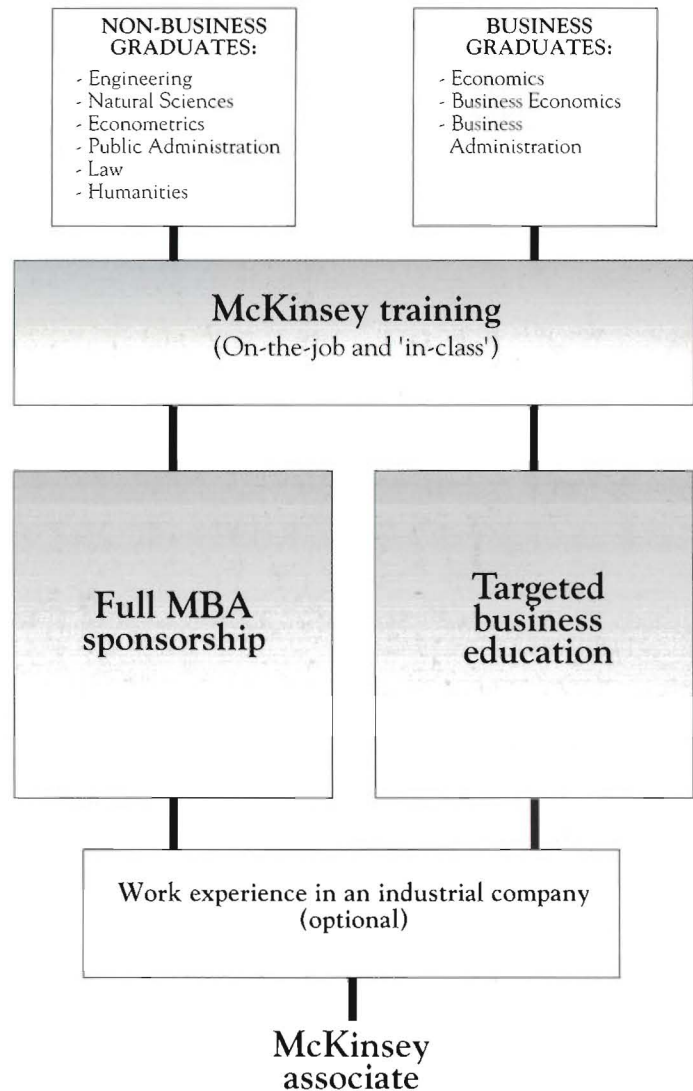 NON-BUSINESS
GRADUATES:
- Engineering
- Natural Sciences
- Econometrics
- Public Administration
- Law
- Humanities
BUSINESS
GRADUATES:
- Economics
- Business Economics
- Business
Administration
McKinsey training
(On-the-job and 'in-class')
Full MBA
sponsorship
Targeted
business
education
Work experience in an industrial company
(optional)
McKinsey
associate